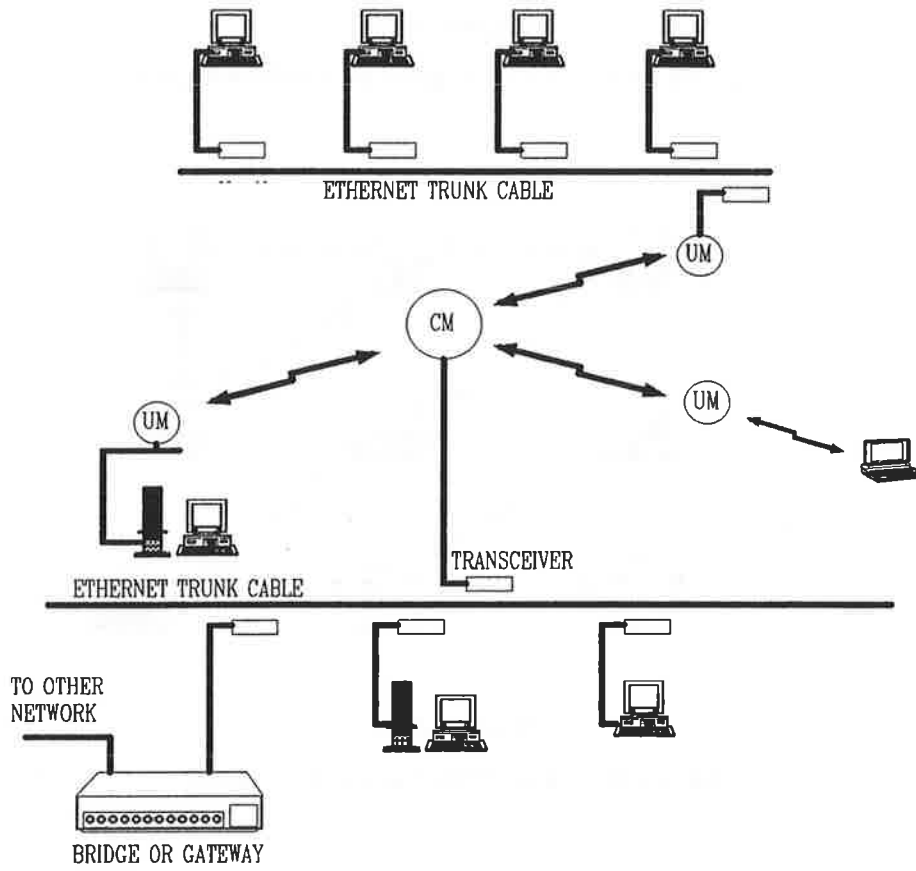 ETHERNET TRUNK CABLE
UM
CM
UM
UM
TRANSCEIVER
ETHERNET TRUNK CABLE
TO OTHER
NETWORK
BRIDGE OR GATEWAY